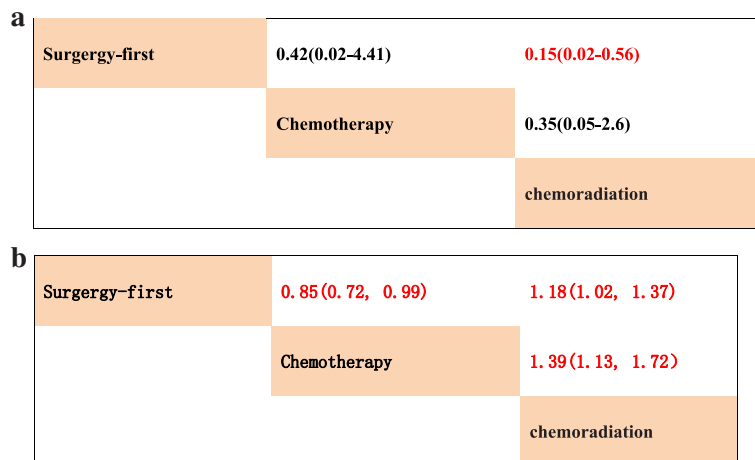 a
Surgergy-first 0.42(0.02-4.41) 0.15(0.02-0.56)
Chemotherapy 0.35(0.05-2.6)
chemoradiation
b
Surgergy-first 0.85(0.72, 0.99) 1.18(1.02, 1.37)
Chemotherapy 1.39(1.13, 1.72)
chemoradiation